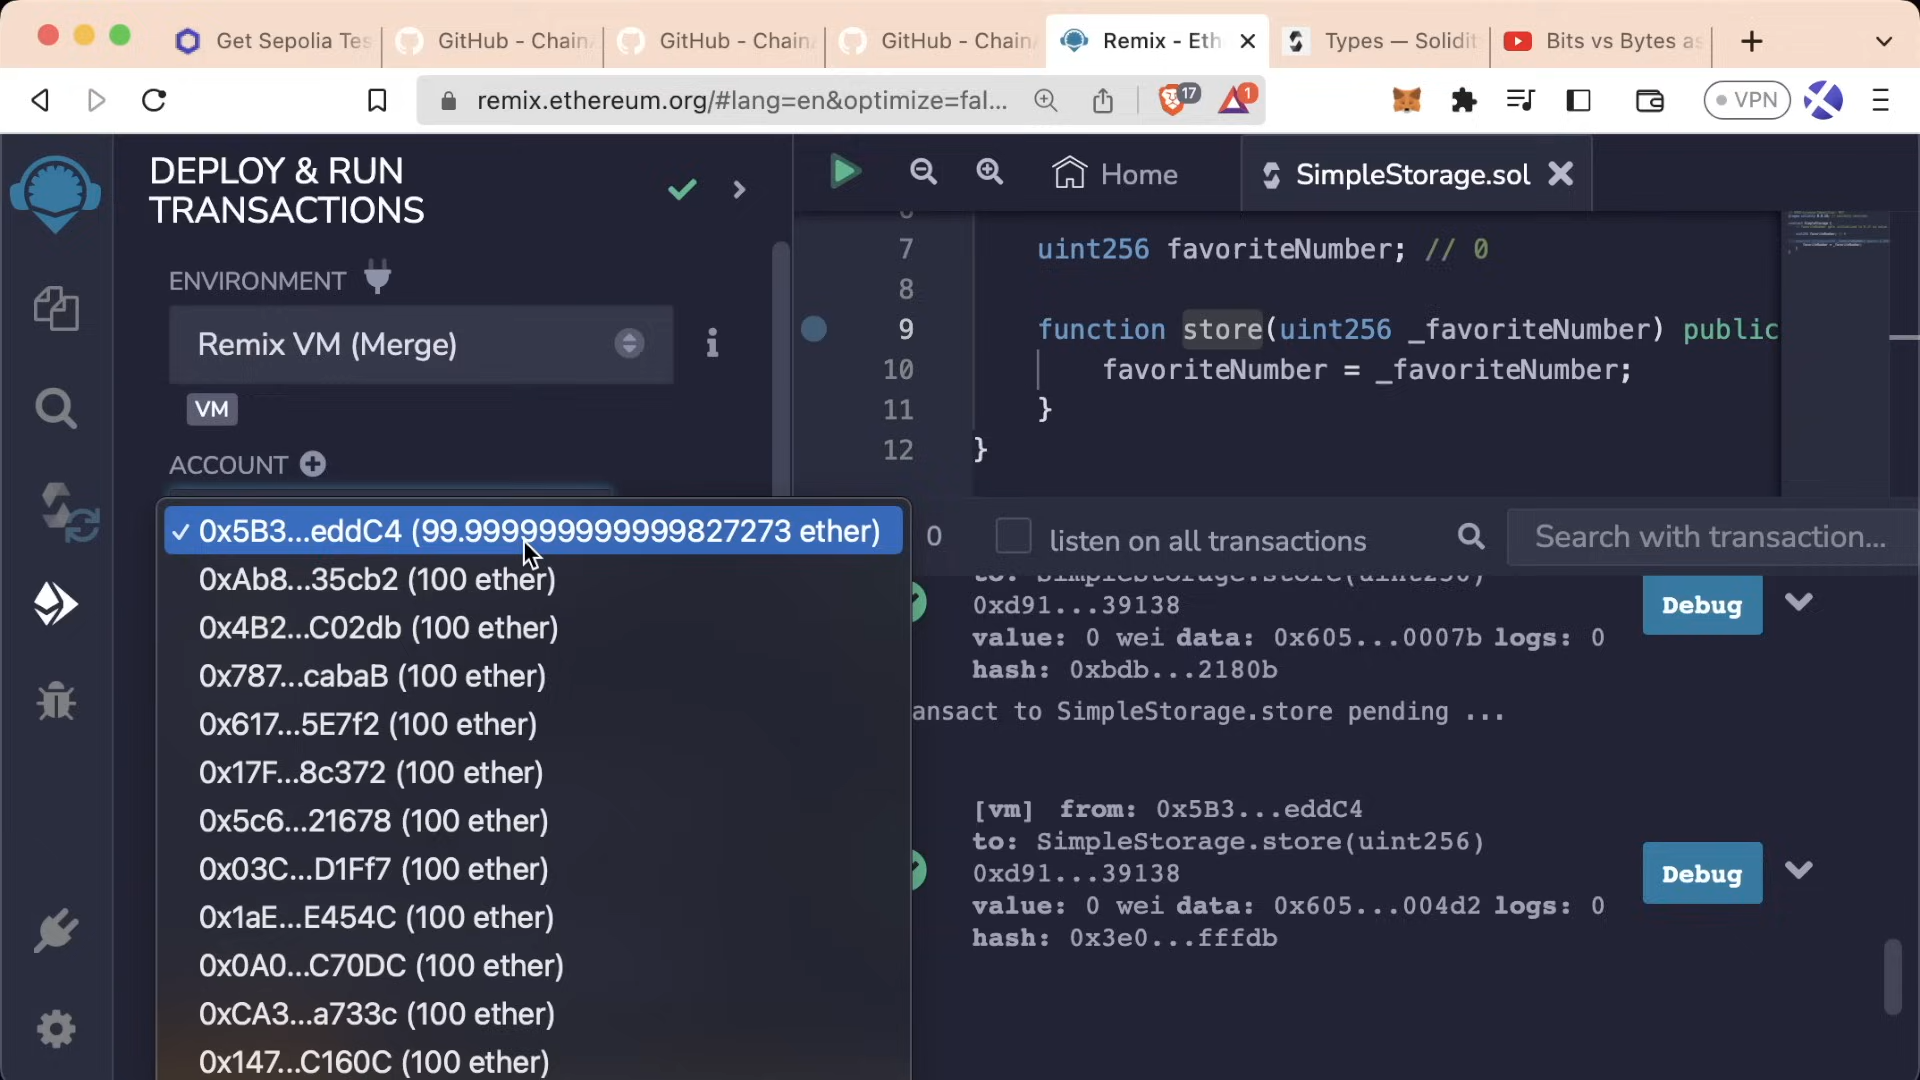 Get Sepolia Tes
GitHub - Chain
GitHub - Chain
GitHub - Chain
Remix - Eth
Types — Solidit
Bits vs Bytes as
remix.ethereum.org/#lang=en&optimize=fal...
17
1
VPN
DEPLOY & RUN
TRANSACTIONS
ENVIRONMENT
Remix VM (Merge)
VM
ACCOUNT
0x5B3...eddC4 (99.999999999999827273 ether)
0xAb8...35cb2 (100 ether)
0x4B2...C02db (100 ether)
0x787...cabaB (100 ether)
0x617...5E7f2 (100 ether)
0x17F...8c372 (100 ether)
0x5c6...21678 (100 ether)
0x03C...D1Ff7 (100 ether)
0x1aE...E454C (100 ether)
0x0A0...C70DC (100 ether)
0xCA3...a733c (100 ether)
0x147...C160C (100 ether)
Home
SimpleStorage.sol
7 uint256 favoriteNumber; // 0
8
9 function store(uint256 _favoriteNumber) public
10 favoriteNumber = _favoriteNumber;
11 }
12 }
0
listen on all transactions
Search with transaction...
to: SimpleStorage.store(uint256)
0xd91...39138
value: 0 wei data: 0x605...0007b logs: 0
hash: 0xbdb...2180b
Debug
ansact to SimpleStorage.store pending ...
[vm] from: 0x5B3...eddC4
to: SimpleStorage.store(uint256)
0xd91...39138
value: 0 wei data: 0x605...004d2 logs: 0
hash: 0x3e0...fffdb
Debug